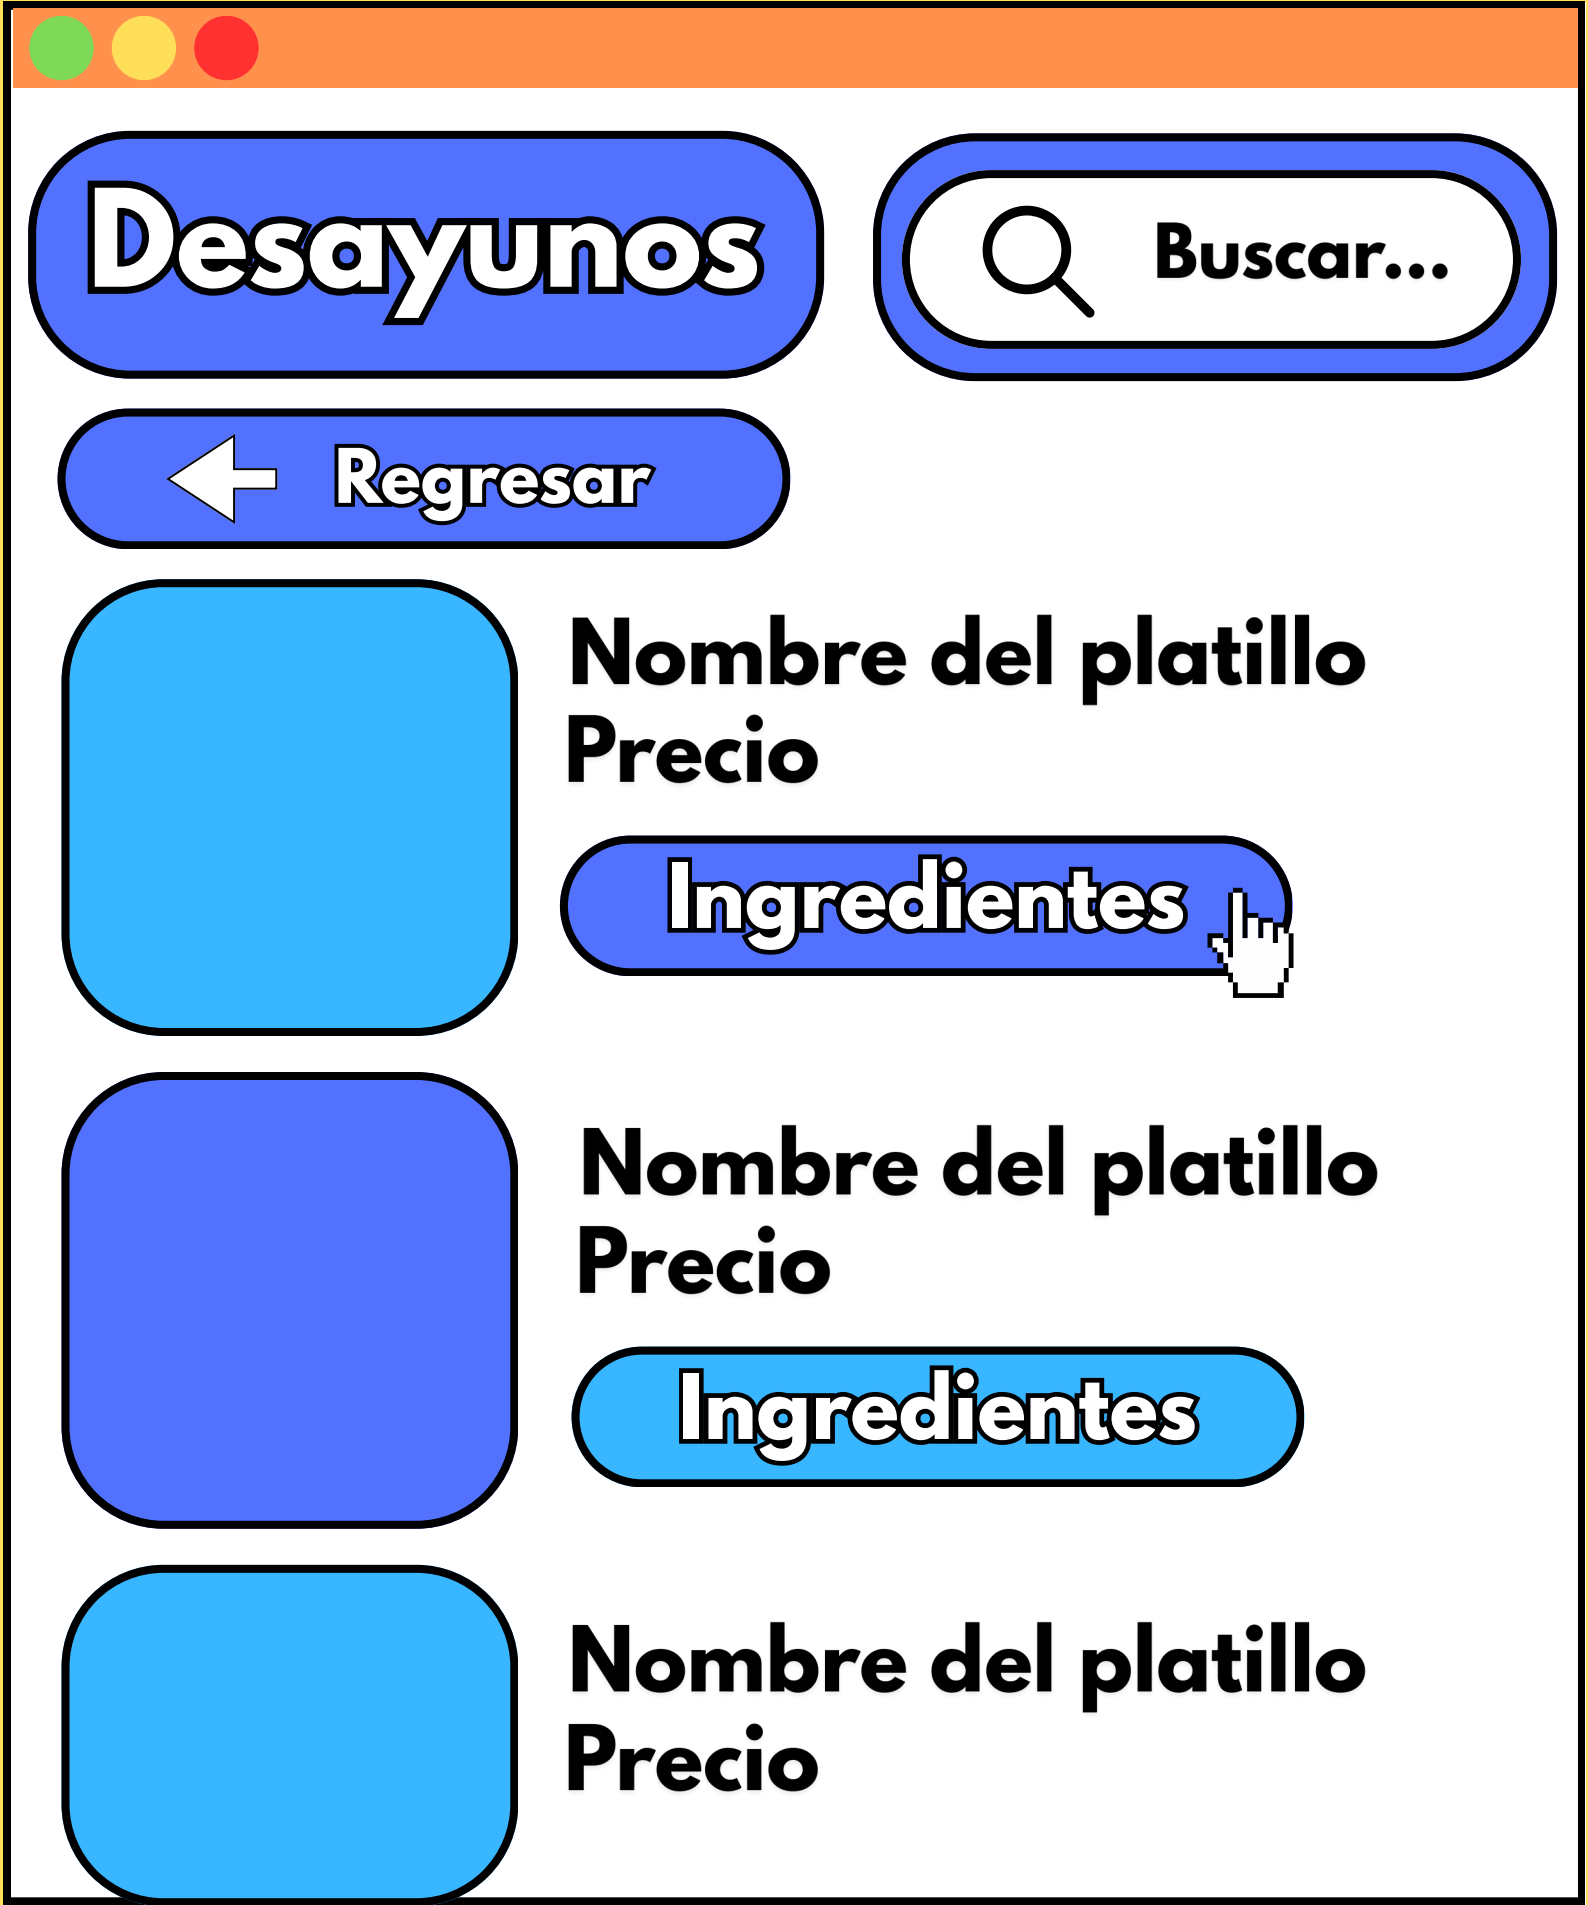 Desayunos
Buscar...
Regresar
Nombre del platillo
Precio
Ingredientes
Nombre del platillo
Precio
Ingredientes
Nombre del platillo
Precio